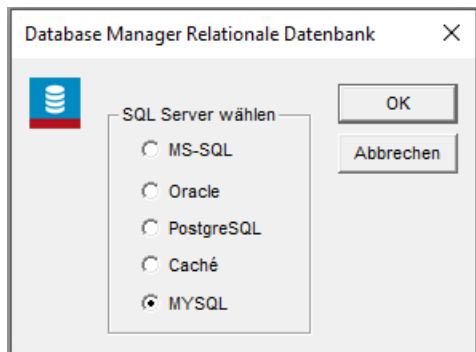 Database Manager Relationale Datenbank
SQL Server wählen
MS-SQL
Oracle
PostgreSQL
Caché
MYSQL
OK
Abbrechen